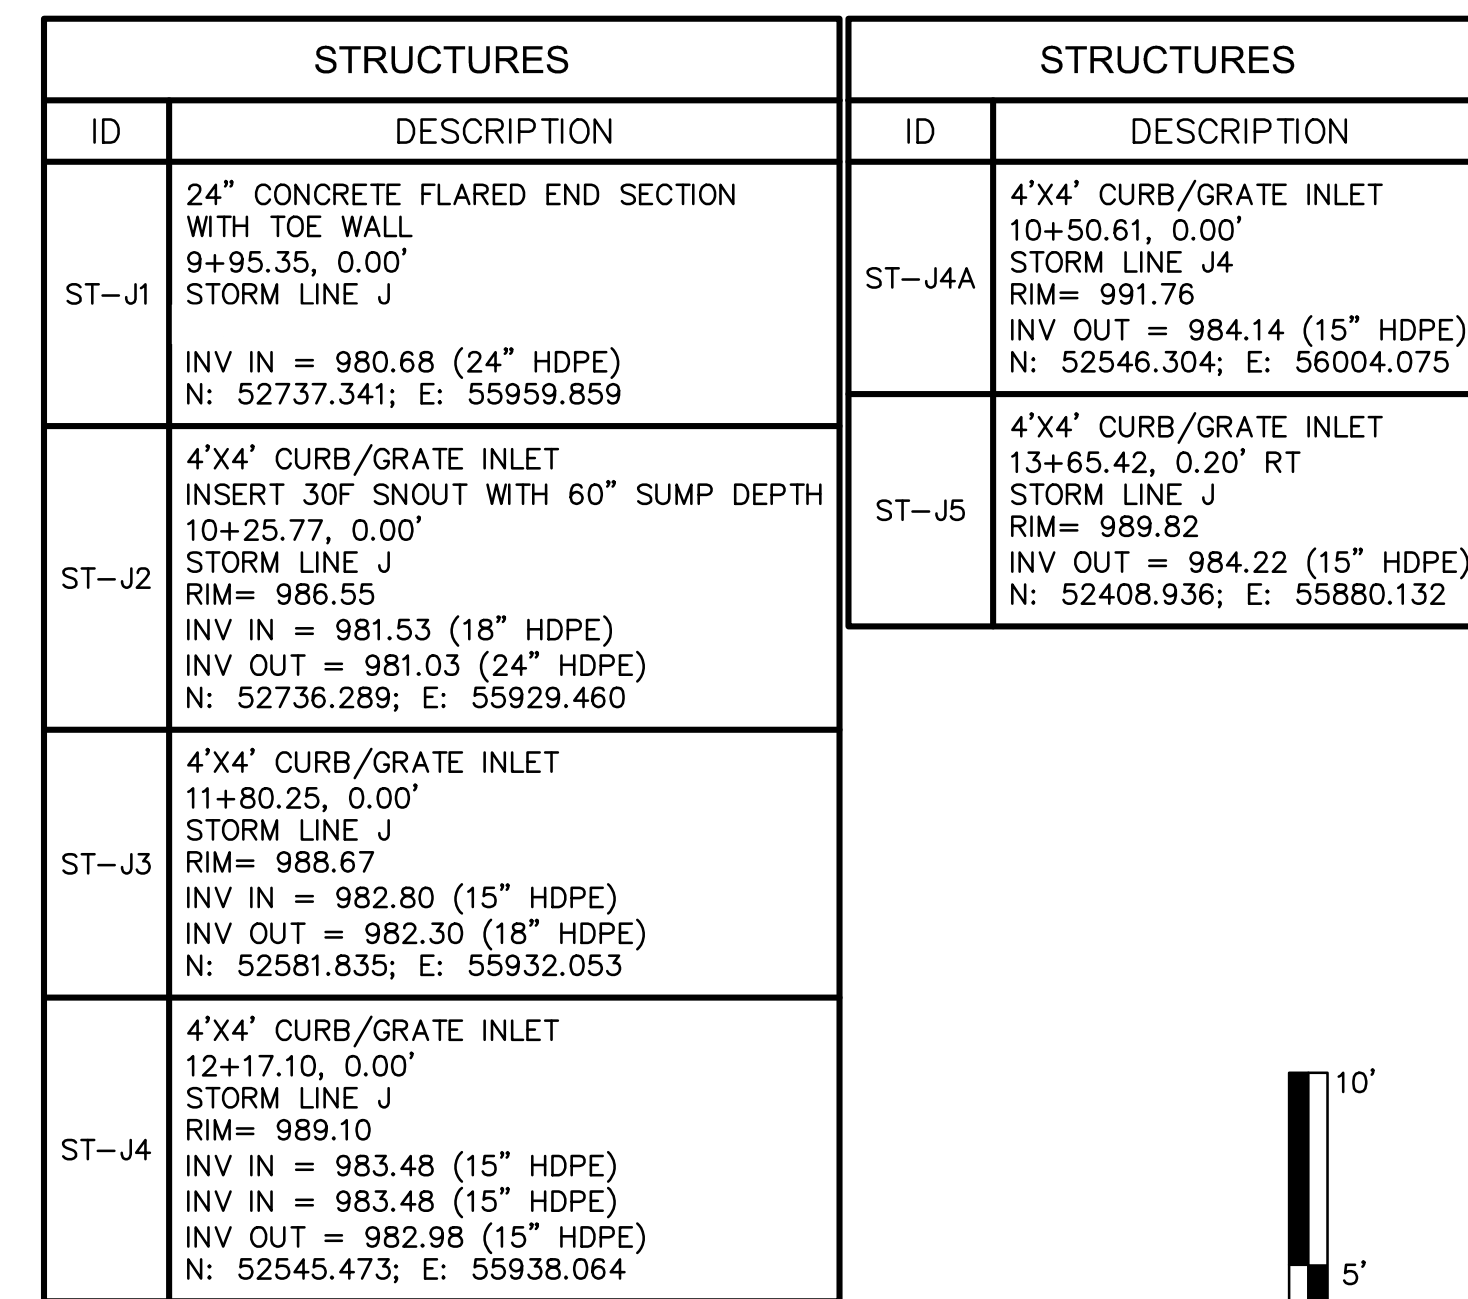 STRUCTURES
ID DESCRIPTION
ST-J1
24" CONCRETE FLARED END SECTION
WITH TOE WALL
9+95.35, 0.00'
STORM LINE J
INV IN = 980.68 (24" HDPE)
N: 52737.341; E: 55959.859
ST-J2
4'X4' CURB/GRATE INLET
INSERT 30F SNOUT WITH 60" SUMP DEPTH
10+25.77, 0.00'
STORM LINE J
RIM= 986.55
INV IN = 981.53 (18" HDPE)
INV OUT = 981.03 (24" HDPE)
N: 52736.289; E: 55929.460
ST-J3
4'X4' CURB/GRATE INLET
11+80.25, 0.00'
STORM LINE J
RIM= 988.67
INV IN = 982.80 (15" HDPE)
INV OUT = 982.30 (18" HDPE)
N: 52581.835; E: 55932.053
ST-J4
4'X4' CURB/GRATE INLET
12+17.10, 0.00'
STORM LINE J
RIM= 989.10
INV IN = 983.48 (15" HDPE)
INV IN = 983.48 (15" HDPE)
INV OUT = 982.98 (15" HDPE)
N: 52545.473; E: 55938.064
STRUCTURES
ID DESCRIPTION
ST-J4A
4'X4' CURB/GRATE INLET
10+50.61, 0.00'
STORM LINE J4
RIM= 991.76
INV OUT = 984.14 (15" HDPE)
N: 52546.304; E: 56004.075
ST-J5
4'X4' CURB/GRATE INLET
13+65.42, 0.20' RT
STORM LINE J
RIM= 989.82
INV OUT = 984.22 (15" HDPE)
N: 52408.936; E: 55880.132
10'
5'